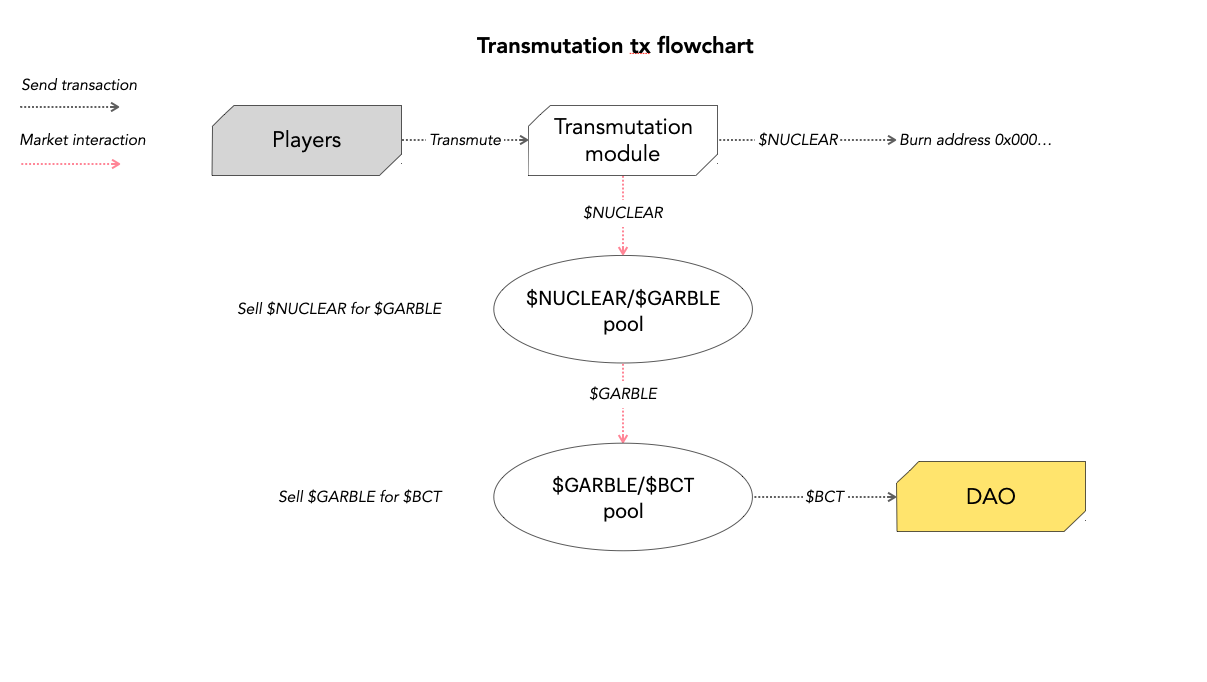 Transmutation tx flowchart
Send transaction
Market interaction
Players
Transmute
Transmutation
module
$NUCLEAR
Burn address 0x000…
$NUCLEAR
Sell $NUCLEAR for $GARBLE
$NUCLEAR/$GARBLE
pool
$GARBLE
Sell $GARBLE for $BCT
$GARBLE/$BCT
pool
$BCT
DAO